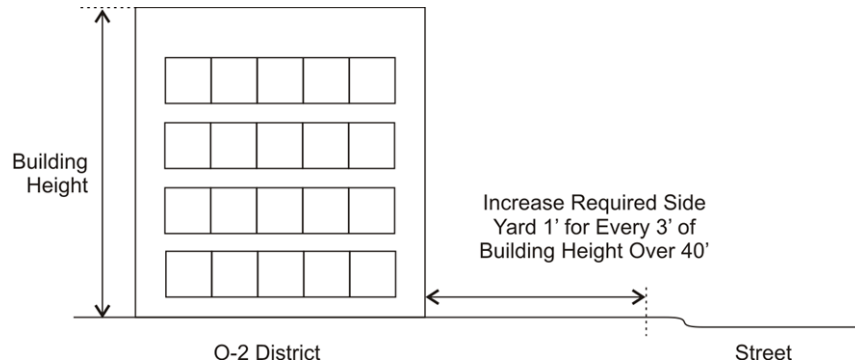 Building
Height
Increase Required Side
Yard 1’ for Every 3’ of
Building Height Over 40’
O-2 District
Street